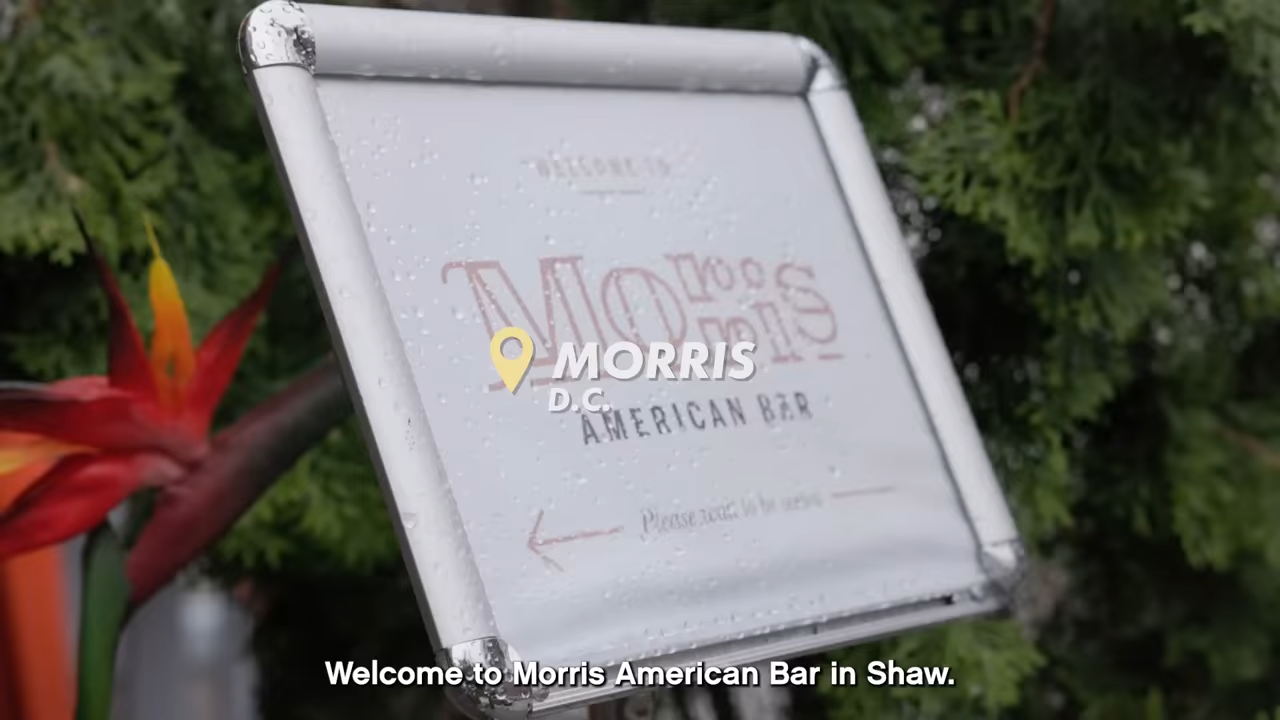 WELCOME TO
Morris
MORRIS
D.C.
AMERICAN BAR
Please wait to be seated
Welcome to Morris American Bar in Shaw.